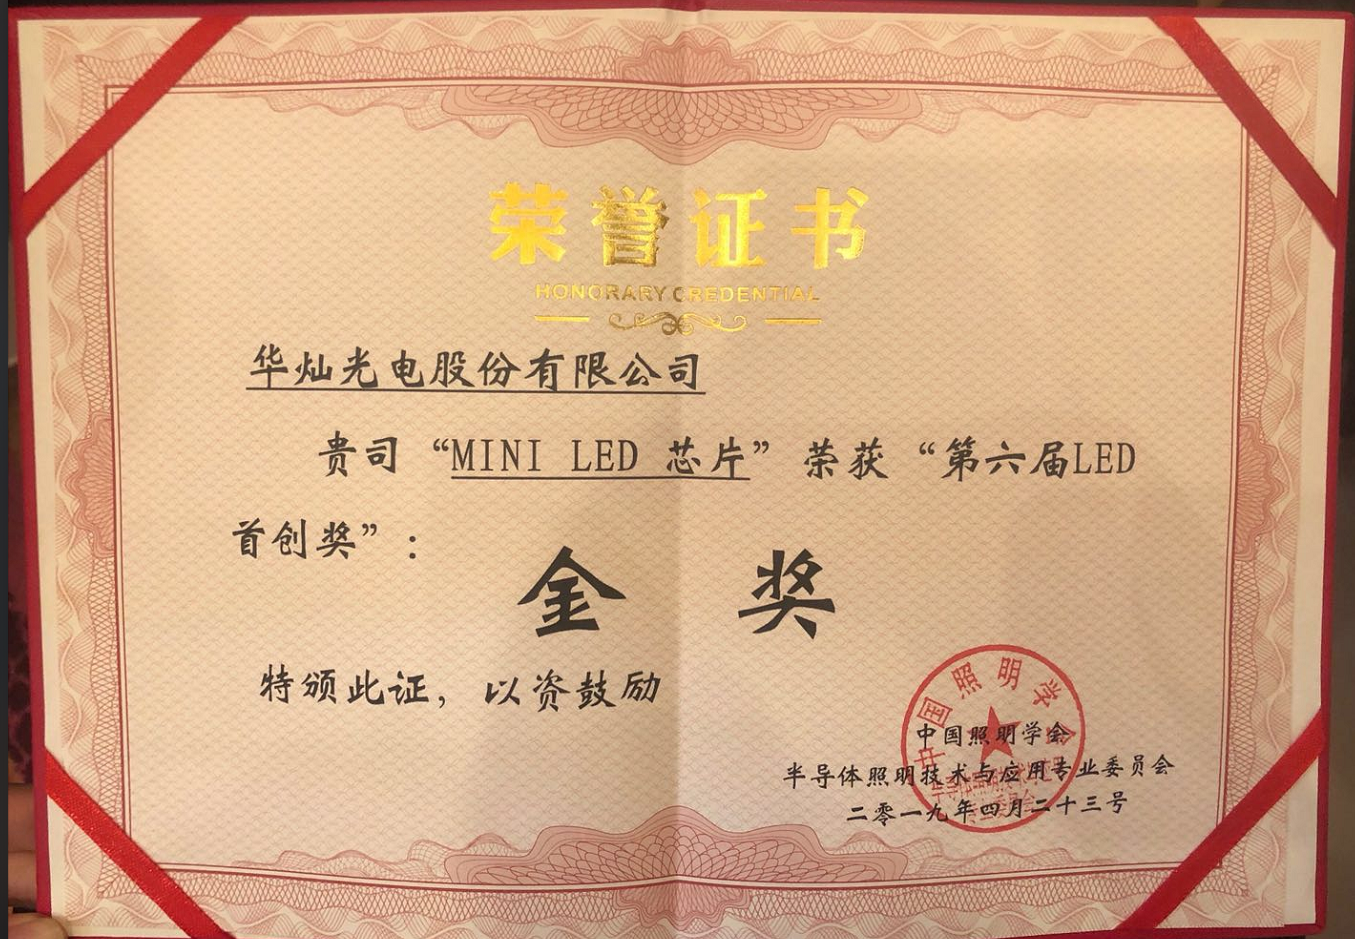 荣誉证书
HONORARY CREDENTIAL
华灿光电股份有限公司
贵司“MINI LED 芯片”荣获“第六届LED
首创奖”：
金 奖
特颁此证，以资鼓励
中国照明学会
中国照明学会
半导体照明技术与应用专业委员会
二零一九年四月二十三号